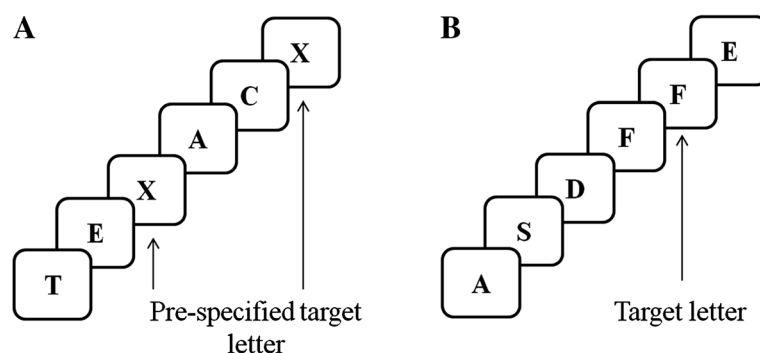 A
X
C
A
X
E
T
Pre-specified target
letter
B
E
F
F
D
S
A
Target letter